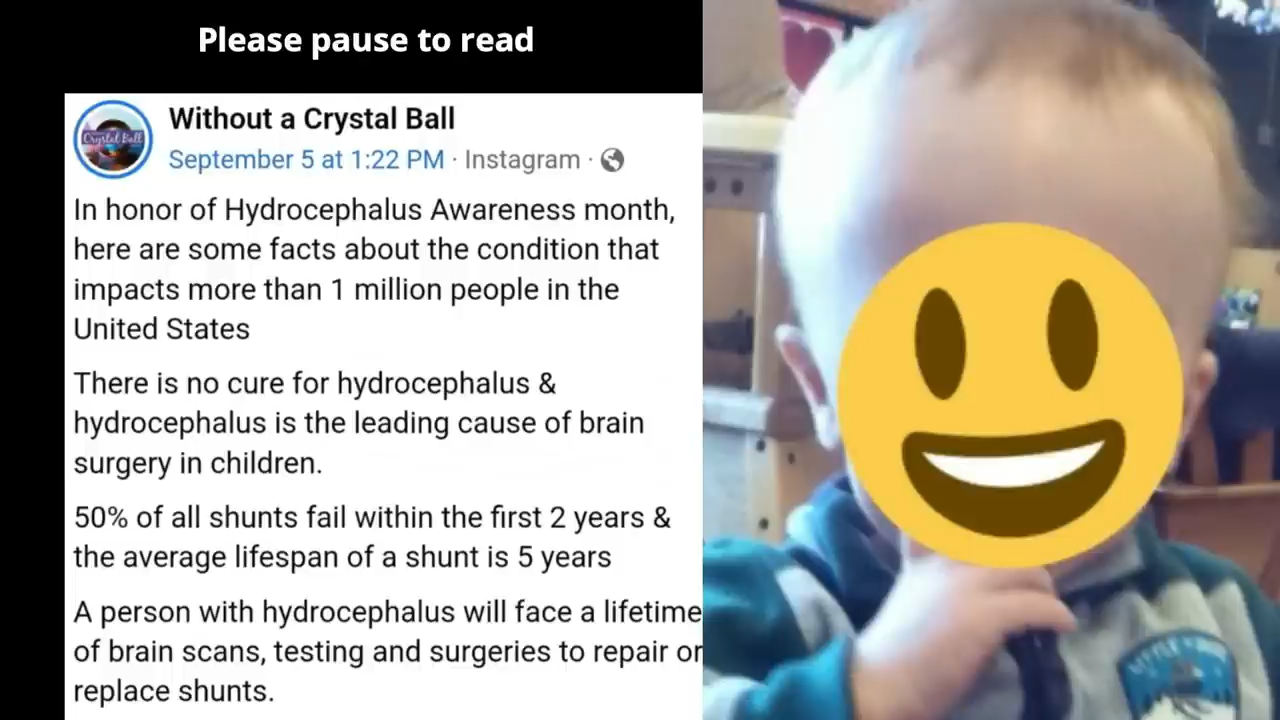 Please pause to read
Without a Crystal Ball
September 5 at 1:22 PM · Instagram ·
In honor of Hydrocephalus Awareness month,
here are some facts about the condition that
impacts more than 1 million people in the
United States
There is no cure for hydrocephalus &
hydrocephalus is the leading cause of brain
surgery in children.
50% of all shunts fail within the first 2 years &
the average lifespan of a shunt is 5 years
A person with hydrocephalus will face a lifetime
of brain scans, testing and surgeries to repair or
replace shunts.
Crystal Ball
LITTLE